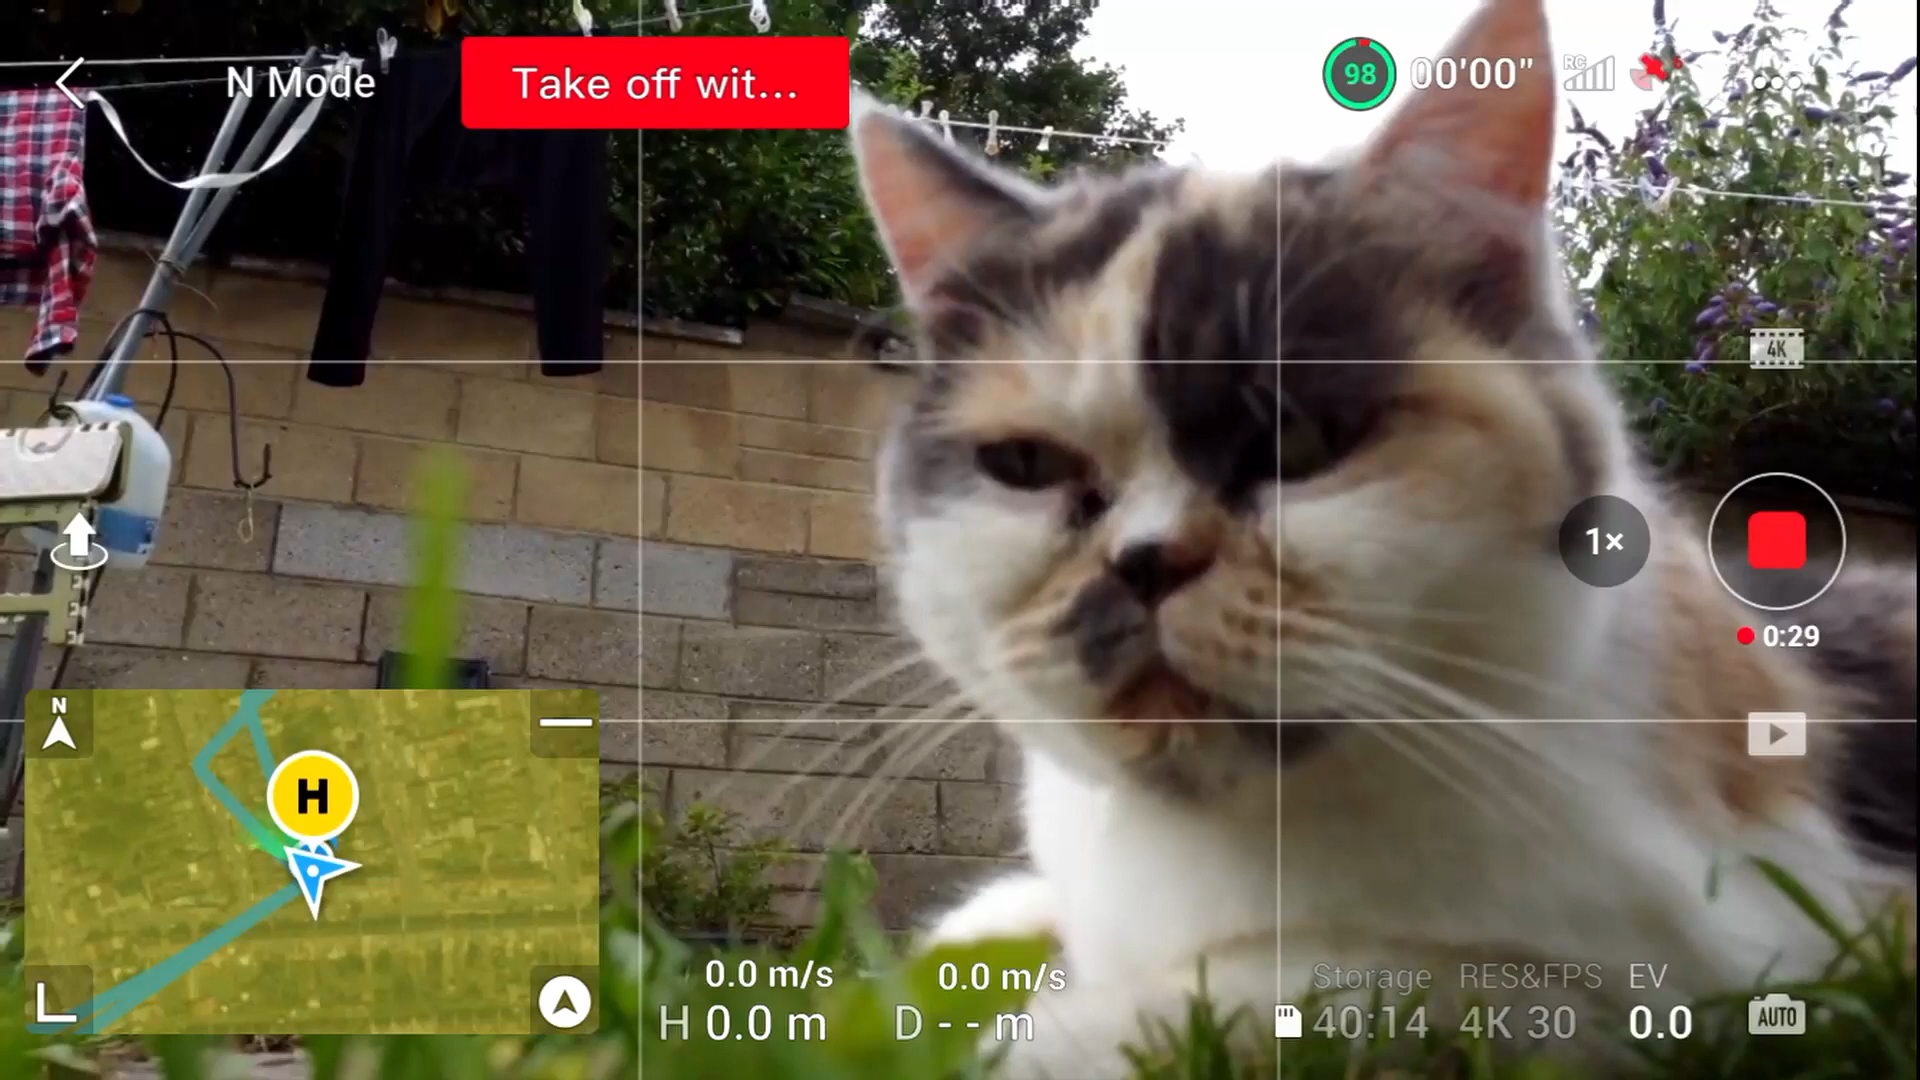 N Mode
Take off wit...
98
00'00"
RC
6
4K
1×
0:29
N
H
0.0 m/s
0.0 m/s
H 0.0 m
D - - m
Storage
RES&FPS
EV
40:14
4K 30
0.0
AUTO